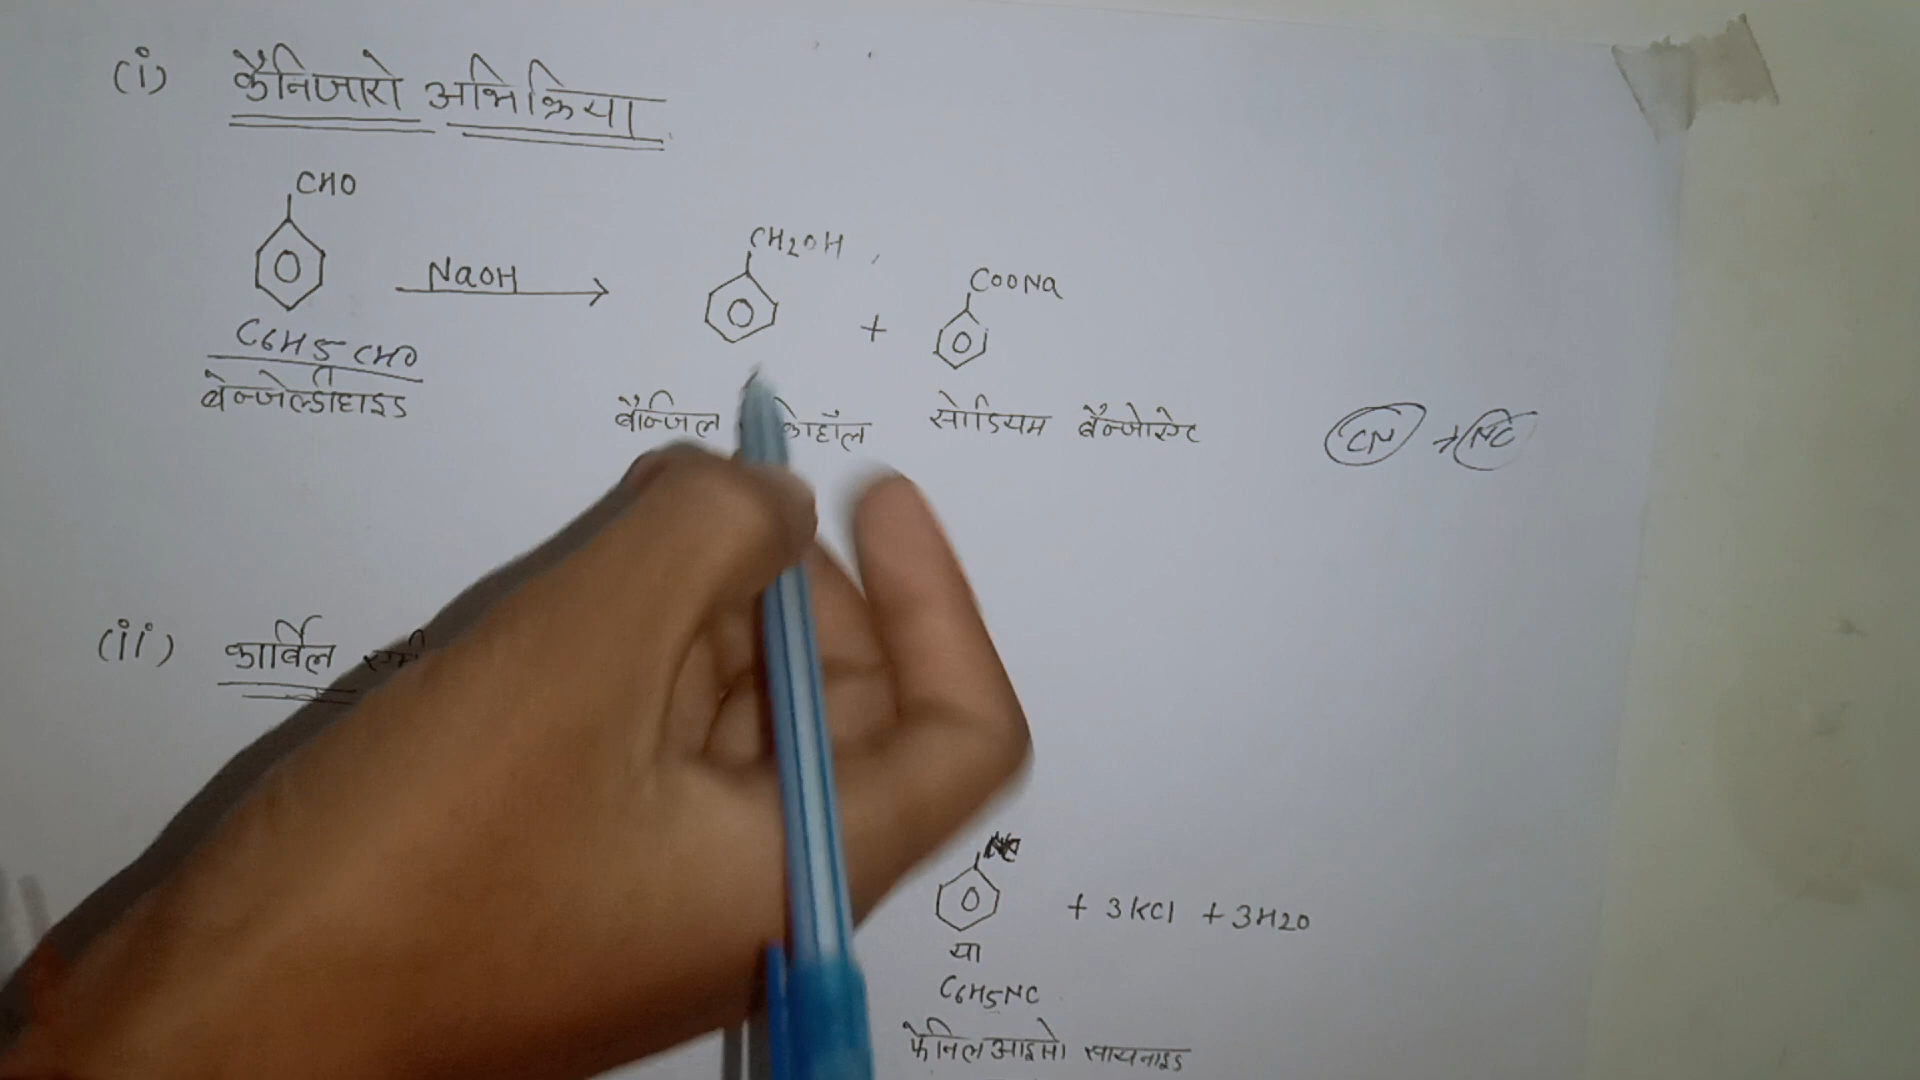 (i) कैनिजारो अभिक्रिया
CHO
NaOH
CH2OH
COONa
+
C6H5CHO
बेन्जेल्डीहाइड
बैन्जिल सोडियम बैन्जोएट
CN NC
(ii) कार्बिल
+ 3KCl + 3H2O
या
C6H5NC
फेनिल आइसो सायनाइड